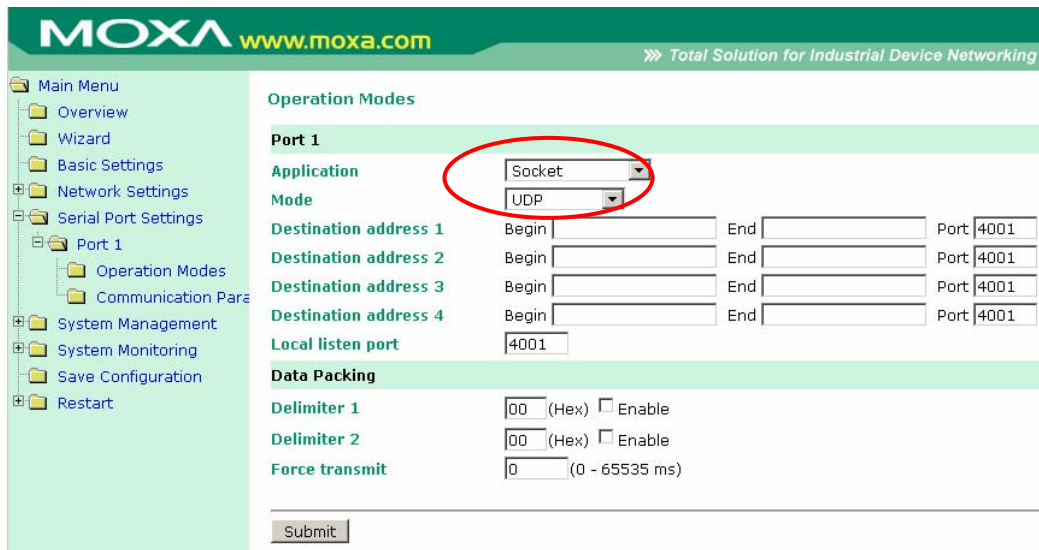 MOXA www.moxa.com
Total Solution for Industrial Device Networking
Main Menu
Overview
Wizard
Basic Settings
Network Settings
Serial Port Settings
Port 1
Operation Modes
Communication Para
System Management
System Monitoring
Save Configuration
Restart
Operation Modes
Port 1
Application Socket
Mode UDP
Destination address 1 Begin End Port 4001
Destination address 2 Begin End Port 4001
Destination address 3 Begin End Port 4001
Destination address 4 Begin End Port 4001
Local listen port 4001
Data Packing
Delimiter 1 00 (Hex) Enable
Delimiter 2 00 (Hex) Enable
Force transmit 0 (0 - 65535 ms)
Submit